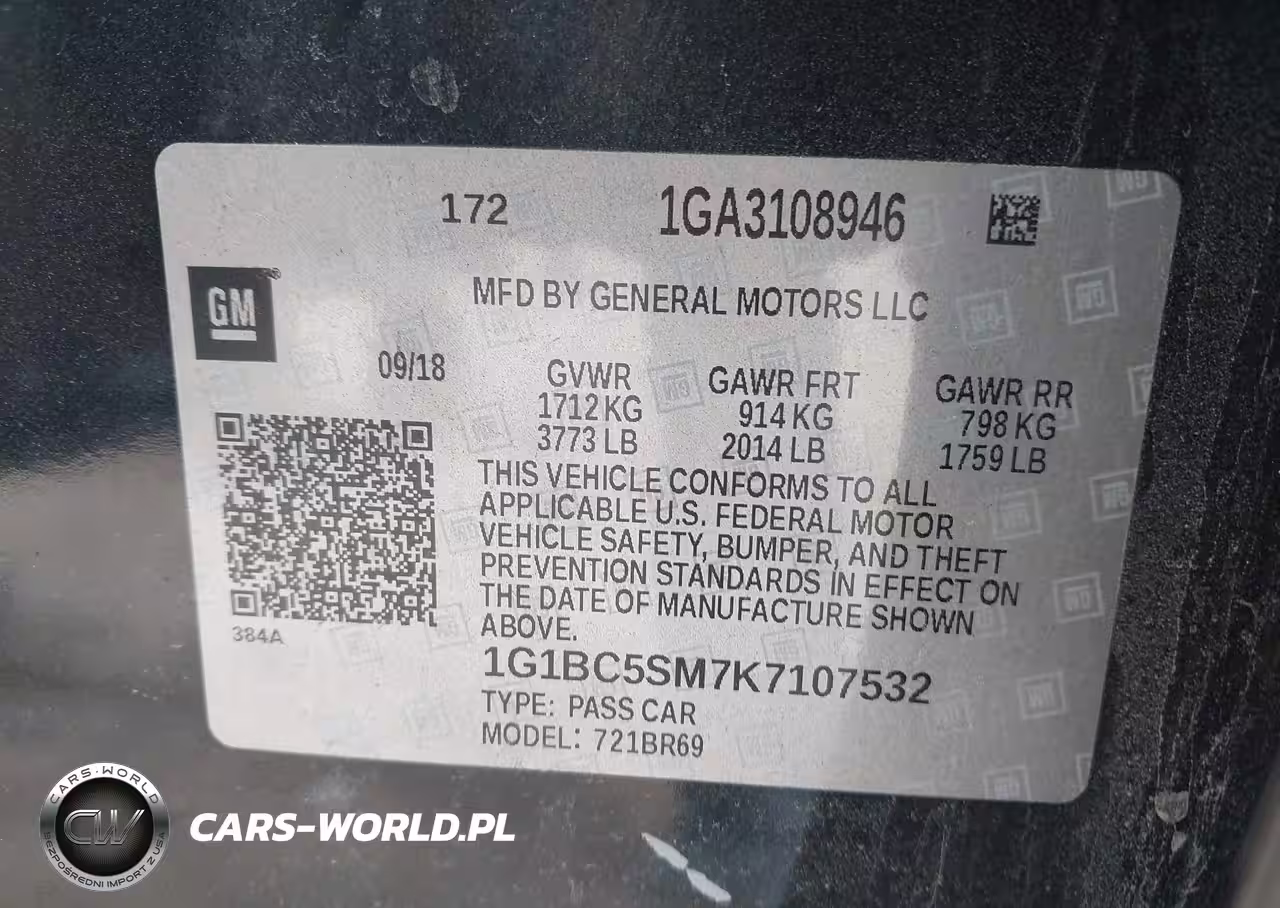 172 1GA3108946
GM®
MFD BY GENERAL MOTORS LLC
09/18 GVWR GAWR FRT GAWR RR
1712 KG 914 KG 798 KG
3773 LB 2014 LB 1759 LB
THIS VEHICLE CONFORMS TO ALL
APPLICABLE U.S. FEDERAL MOTOR
VEHICLE SAFETY, BUMPER, AND THEFT
PREVENTION STANDARDS IN EFFECT ON
THE DATE OF MANUFACTURE SHOWN
ABOVE.
384A
1G1BC5SM7K7107532
TYPE: PASS CAR
MODEL: 721BR69
CARS-WORLD
CW
BEZPOŚREDNI IMPORT Z USA
CARS-WORLD.PL